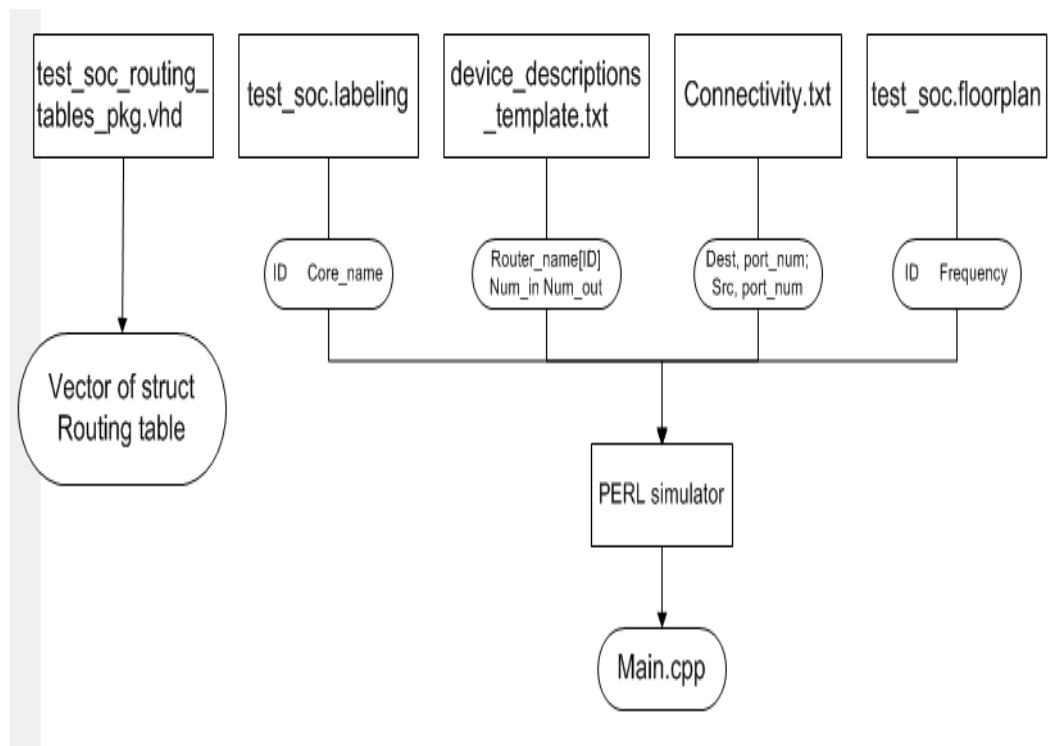 test_soc_routing_
tables_pkg.vhd
test_soc.labeling
device_descriptions
_template.txt
Connectivity.txt
test_soc.floorplan
ID Core_name
Router_name[ID]
Num_in Num_out
Dest, port_num;
Src, port_num
ID Frequency
Vector of struct
Routing table
PERL simulator
Main.cpp